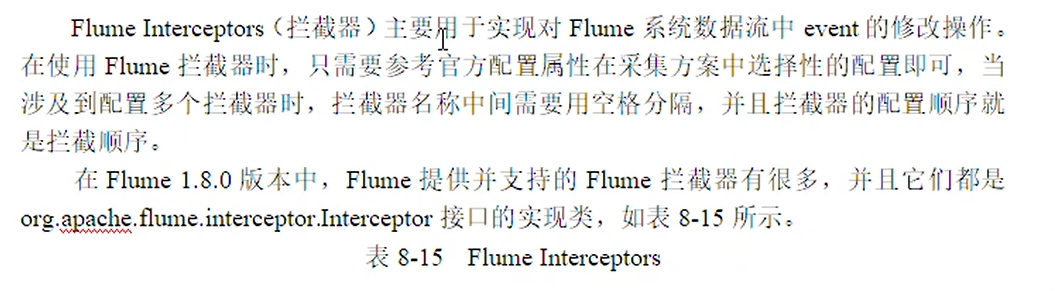 Flume Interceptors（拦截器）主要用于实现对 Flume 系统数据流中 event 的修改操作。
在使用 Flume 拦截器时，只需要参考官方配置属性在采集方案中选择性的配置即可，当
涉及到配置多个拦截器时，拦截器名称中间需要用空格分隔，并且拦截器的配置顺序就
是拦截顺序。
在 Flume 1.8.0 版本中，Flume 提供并支持的 Flume 拦截器有很多，并且它们都是
org.apache.flume.interceptor.Interceptor 接口的实现类，如表 8-15 所示。
表 8-15 Flume Interceptors